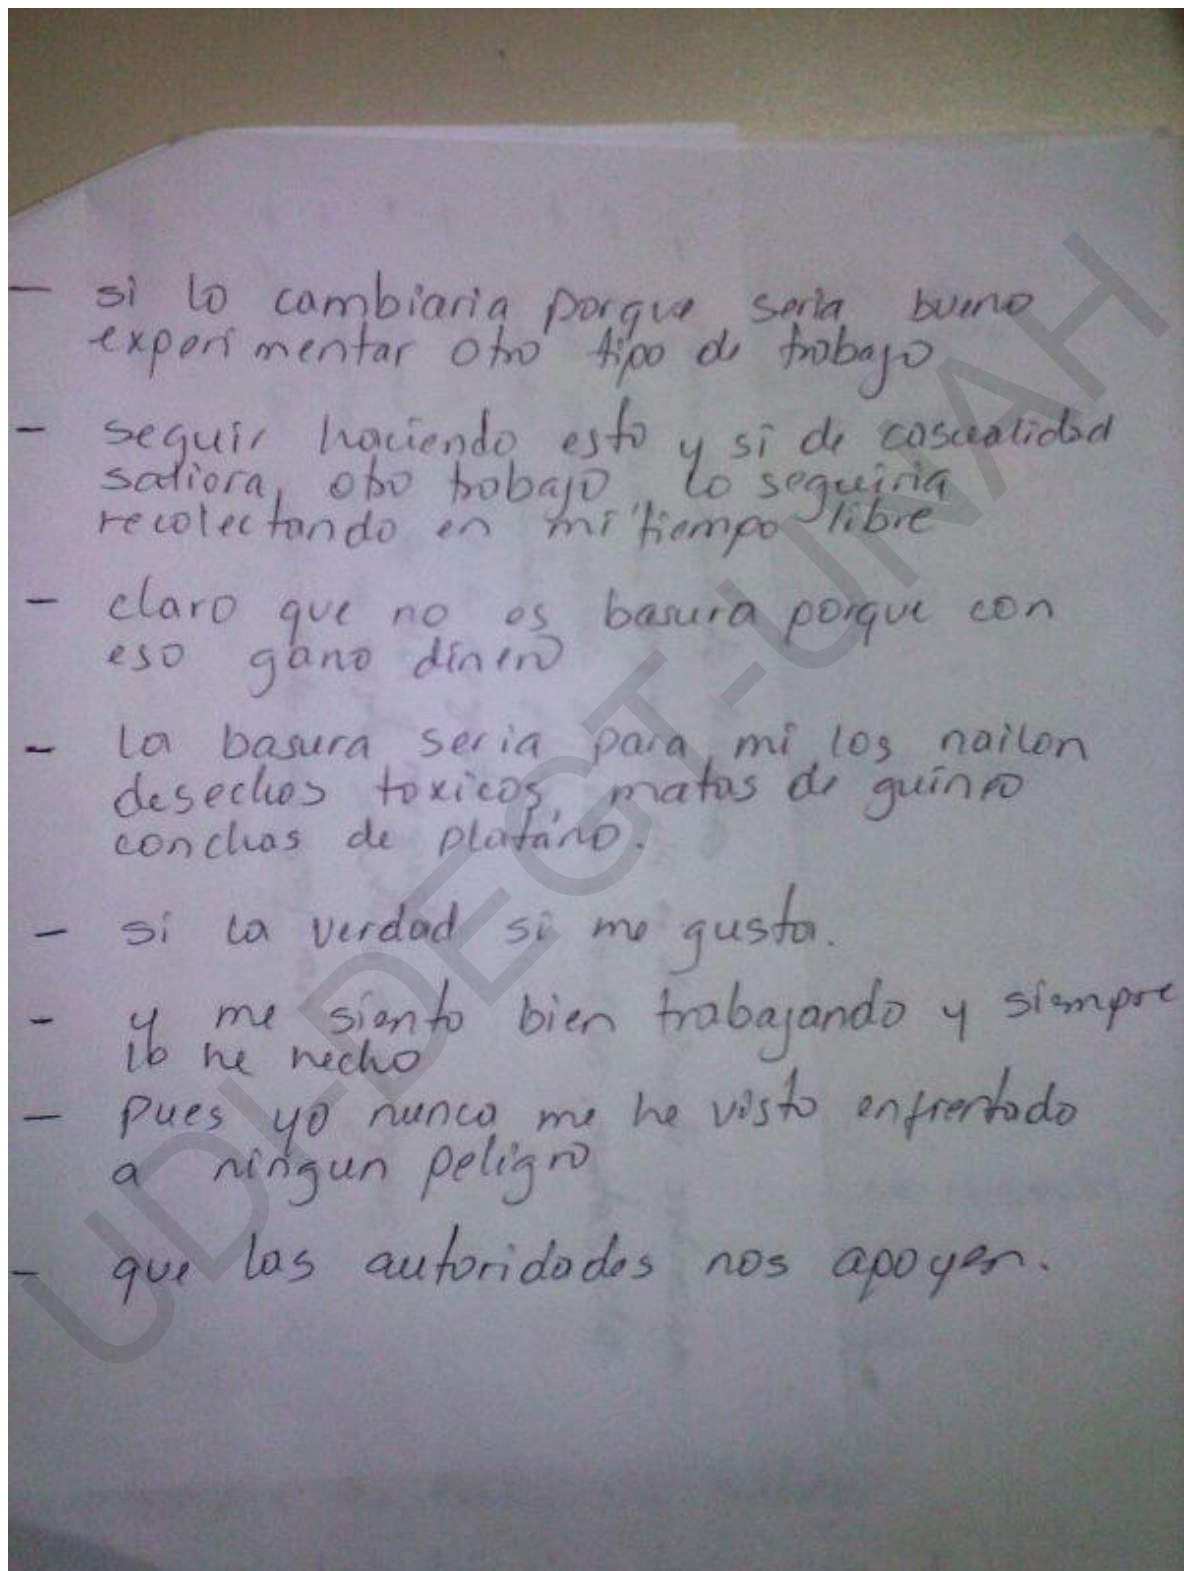 - si lo cambiaria porque seria bueno
experimentar otro tipo de trabajo
- seguir haciendo esto y si de casualidad
saliera, otro trabajo, lo seguiria
recolectando en mi tiempo libre
- claro que no es basura porque con
eso gano dinero
- la basura seria para mi los nailon
desechos toxicos, matas de guineo
conchas de platano.
- si la verdad si me gusta.
- y me siento bien trabajando y siempre
lo he hecho
- pues yo nunca me he visto enfrentado
a ningun peligro
- que las autoridades nos apoyen.
UDI-DEGT-UNAH